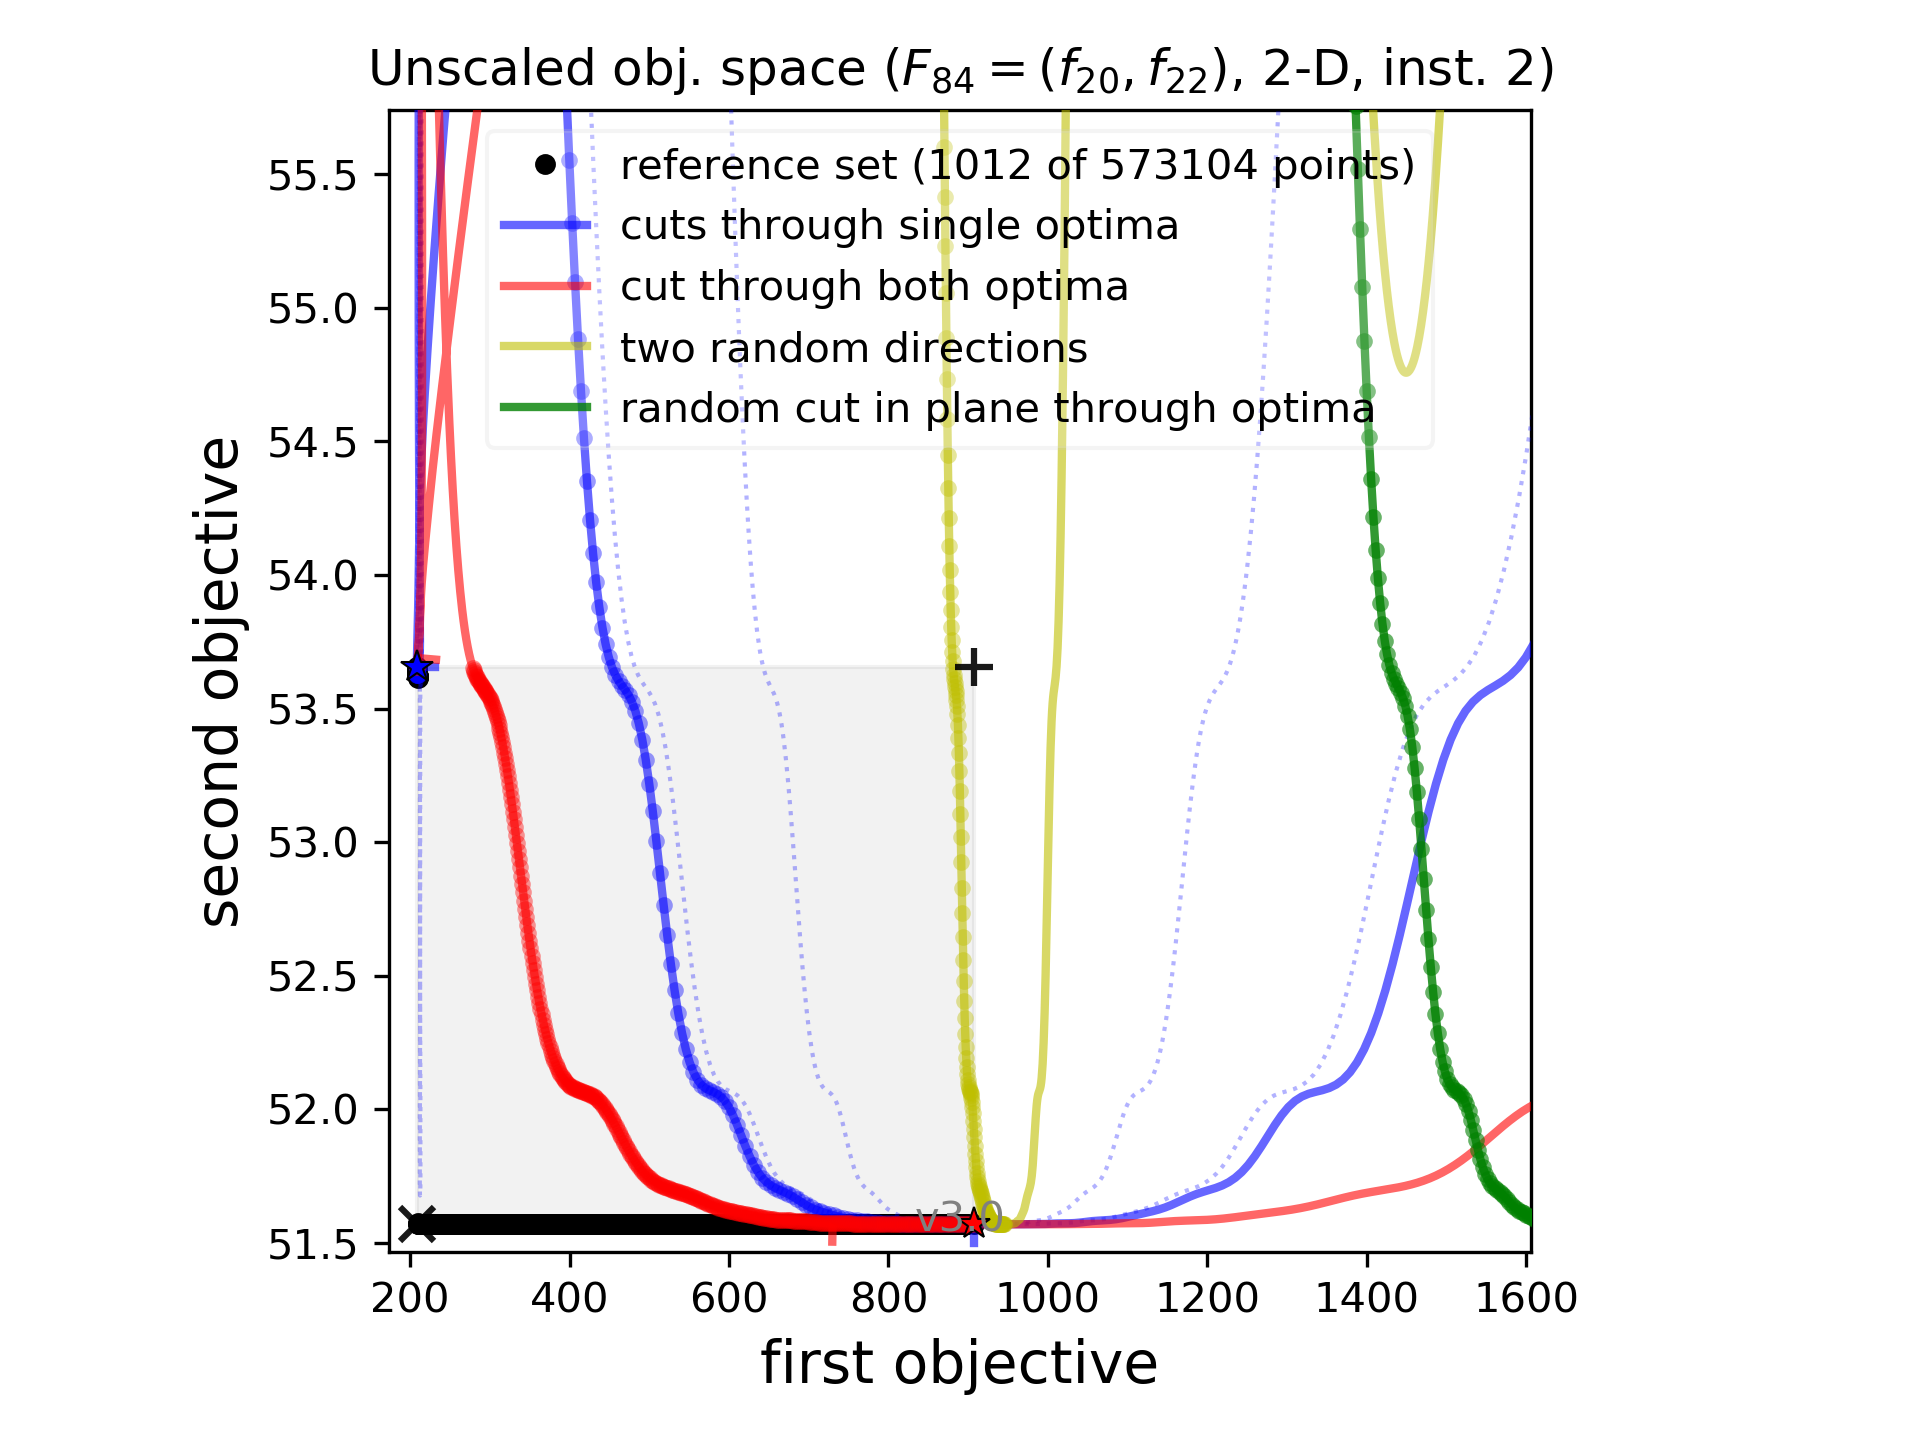 Unscaled obj. space (F₈₄ = (f₂₀, f₂₂), 2-D, inst. 2)
reference set (1012 of 573104 points)
cuts through single optima
cut through both optima
two random directions
random cut in plane through optima
second objective
55.5
55.0
54.5
54.0
53.5
53.0
52.5
52.0
51.5
v3.0
200 400 600 800 1000 1200 1400 1600
first objective